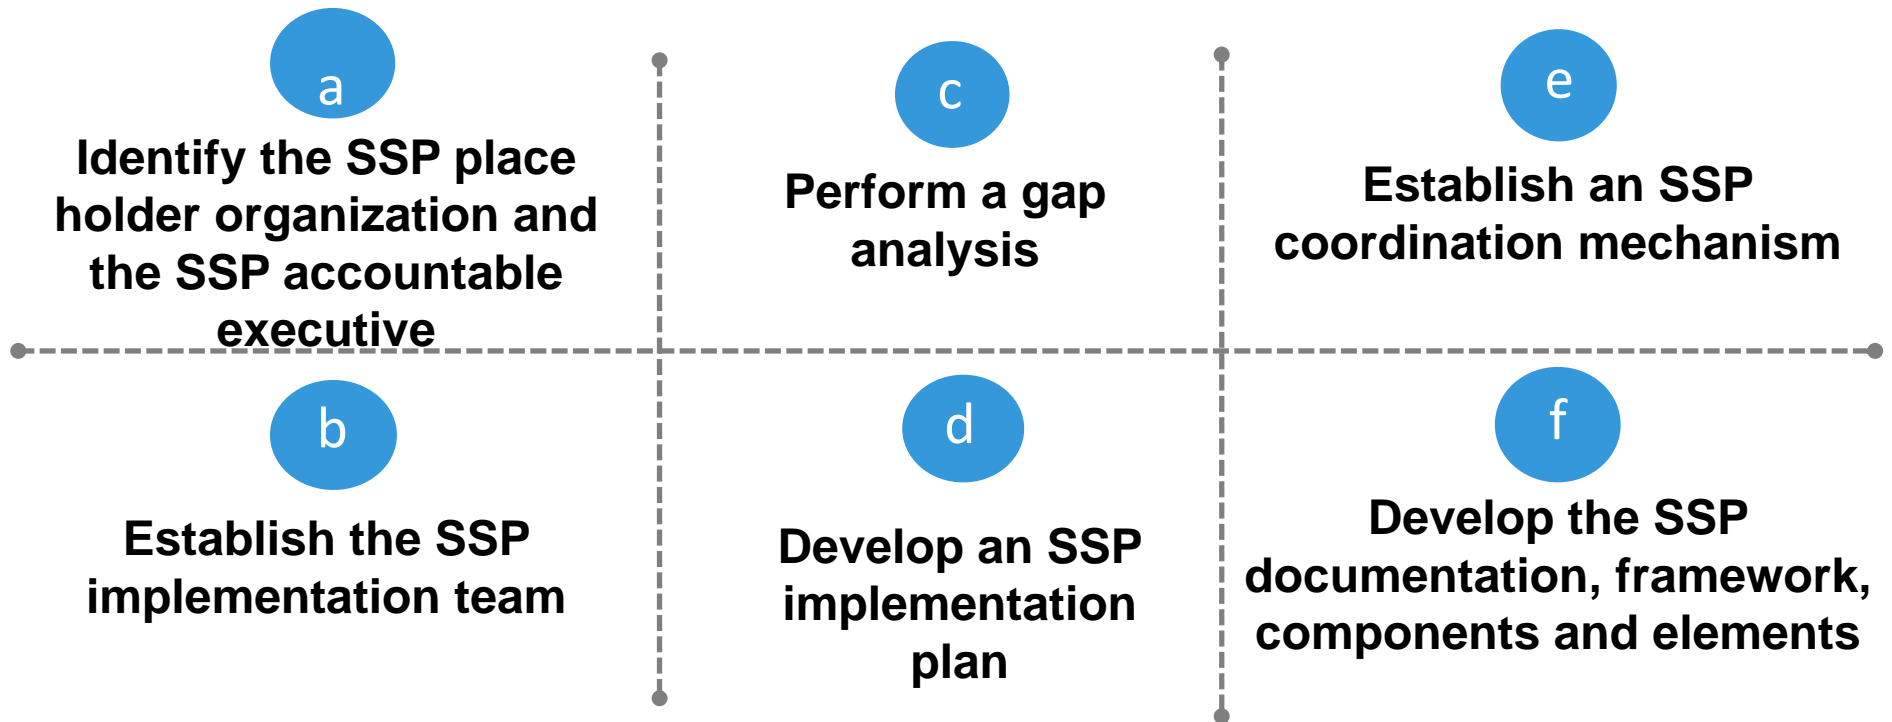 a
Identify the SSP place
holder organization and
the SSP accountable
executive
b
Establish the SSP
implementation team
c
Perform a gap
analysis
d
Develop an SSP
implementation
plan
e
Establish an SSP
coordination mechanism
f
Develop the SSP
documentation, framework,
components and elements